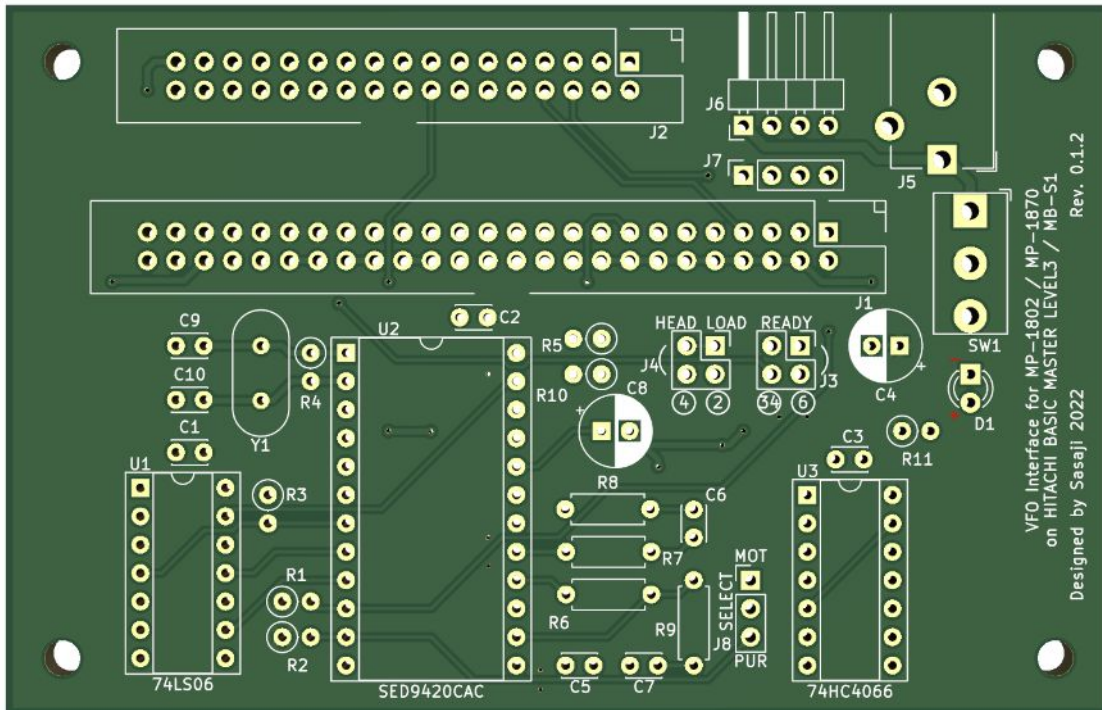 J2
J6
J7
J5
VFO Interface for MP-1802 / MP-1870
on HITACHI BASIC MASTER LEVEL3 / MB-S1
Designed by Sasaji 2022
Rev. 0.1.2
C9
U2
C2
J1
HEAD LOAD
READY
SW1
R5
J4
J3
C10
R4
R10
C8
+
4
2
34
6
C4
+
D1
C1
Y1
R11
C3
U1
U3
R3
R8
C6
R7
MOT
R1
R6
SELECT
R9
J8
R2
PUR
C5
C7
74LS06
SED9420CAC
74HC4066